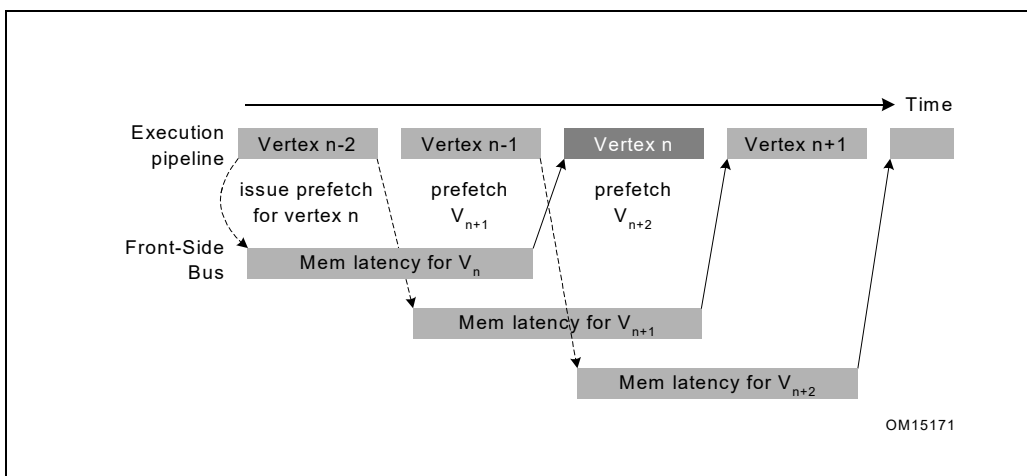 Time
Execution
pipeline
Vertex n-2
Vertex n-1
Vertex n
Vertex n+1
issue prefetch
for vertex n
prefetch
Vn+1
prefetch
Vn+2
Front-Side
Bus
Mem latency for Vn
Mem latency for Vn+1
Mem latency for Vn+2
OM15171